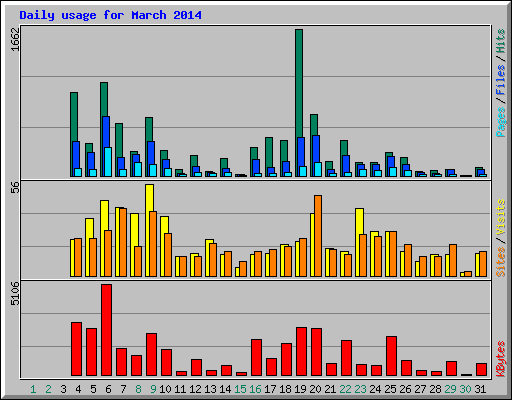 Daily usage for March 2014
1662
Pages/Files/Hits
56
Sites/Visits
5106
KBytes
1 2 3 4 5 6 7 8 9 10 11 12 13 14 15 16 17 18 19 20 21 22 23 24 25 26 27 28 29 30 31